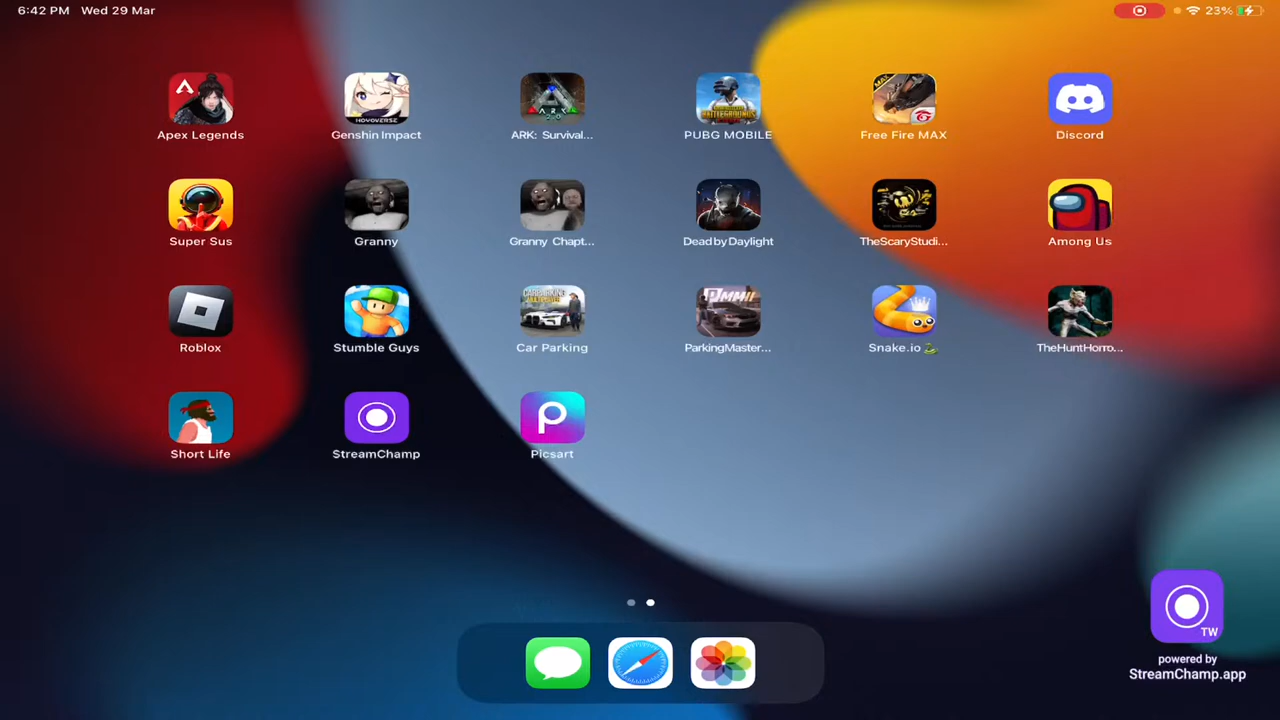 6:42 PM Wed 29 Mar
23%
Apex Legends
Genshin Impact
ARK: Survival...
PUBG MOBILE
Free Fire MAX
Discord
Super Sus
Granny
Granny Chapt...
Dead by Daylight
TheScaryStudi...
Among Us
Roblox
Stumble Guys
Car Parking
ParkingMaster...
Snake.io 🐍
TheHuntHorro...
Short Life
StreamChamp
Picsart
TW
powered by
StreamChamp.app